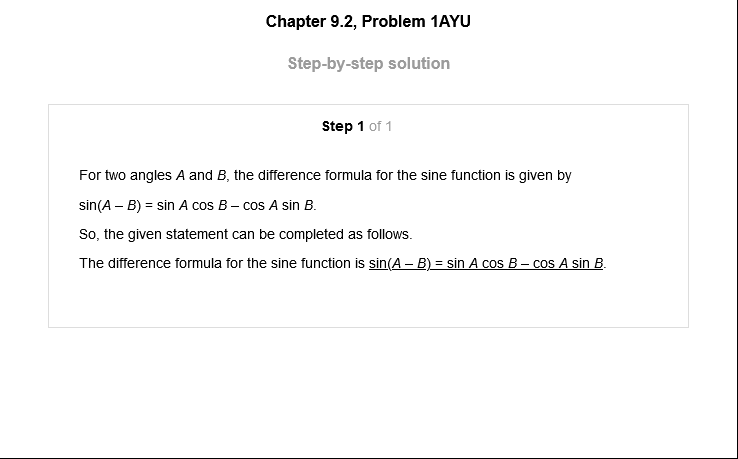 Chapter 9.2, Problem 1AYU
Step-by-step solution
Step 1 of 1
For two angles A and B, the difference formula for the sine function is given by
sin(A – B) = sin A cos B – cos A sin B.
So, the given statement can be completed as follows.
The difference formula for the sine function is sin(A – B) = sin A cos B – cos A sin B.